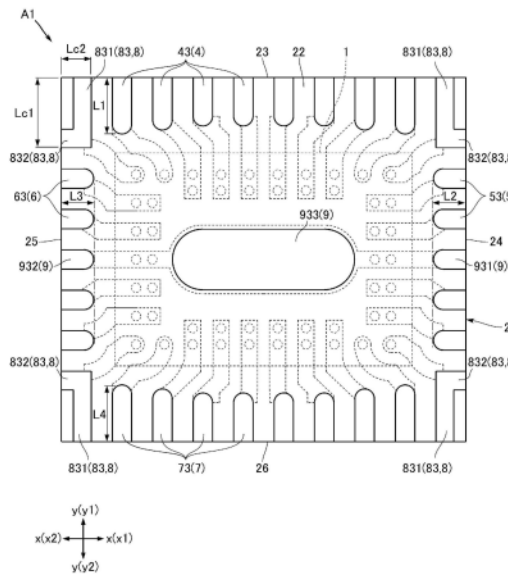 A1
Lc2
831(83,8)
43(4)
23
22
1
831(83,8)
Lc1
L1
832(83,8)
832(83,8
63(6)
L3
L2
53(5
25
933(9)
24
932(9)
931(9)
2
832(83,8)
832(83,8
L4
831(83,8)
73(7)
26
831(83,8)
y(y1)
x(x2)
x(x1)
y(y2)